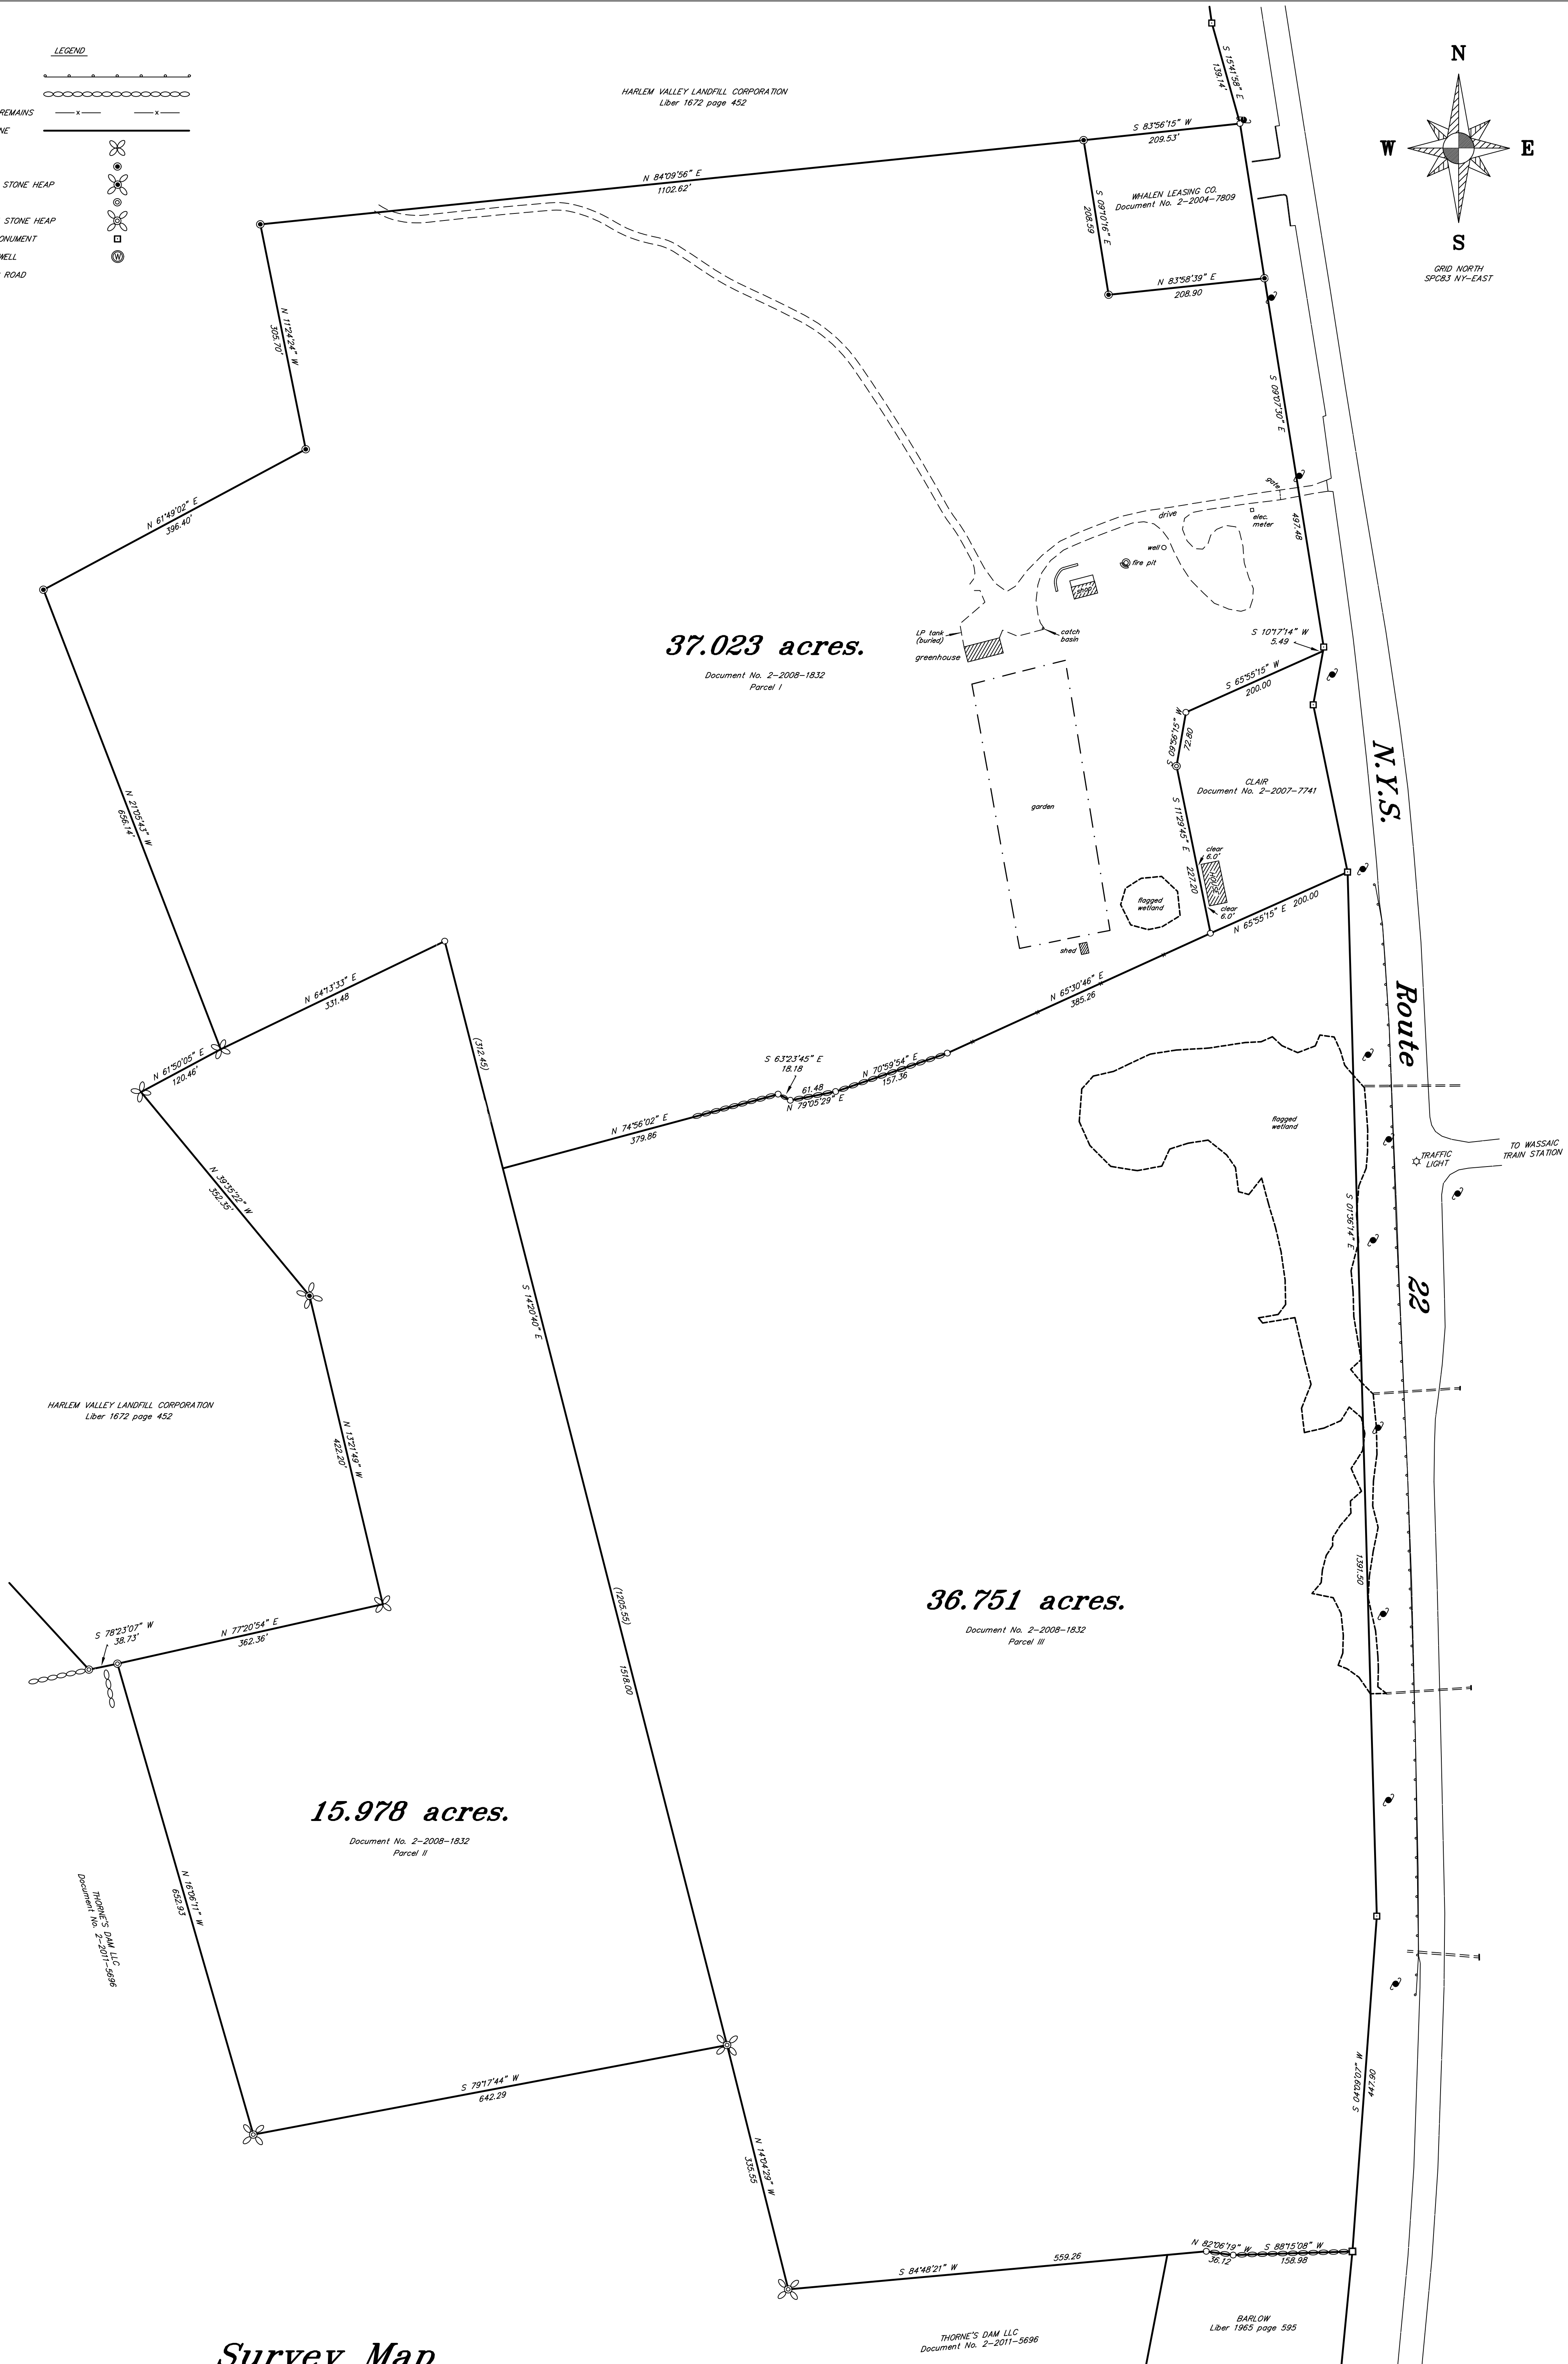 LEGEND
REMAINS
NE
STONE HEAP
STONE HEAP
ONUMENT
WELL
W
ROAD
HARLEM VALLEY LANDFILL CORPORATION
Liber 1672 page 452
S 15°41'58" E
139.14'
N
W
E
S
GRID NORTH
SPC83 NY-EAST
S 83°56'15" W
209.53'
N 84°09'56" E
1102.62'
WHALEN LEASING CO.
Document No. 2-2004-7809
S 09°10'16" E
208.59
N 83°58'39" E
208.90
N 11°24'24" W
305.70'
S 09°07'30" E
497.48
N 61°49'02" E
396.40'
gate
drive
elec.
meter
well
fire pit
shop
LP tank
(buried)
catch
basin
greenhouse
S 10°17'14" W
5.49
37.023 acres.
Document No. 2-2008-1832
Parcel I
S 65°55'15" W
200.00
S 09°56'15" W
72.80
CLAIR
Document No. 2-2007-7741
N.Y.S.
garden
N 21°05'43" W
656.14'
S 11°29'45" E
227.20
clear
6.0'
HOUSE
clear
6.0'
flagged
wetland
N 65°55'15" E 200.00
shed
N 64°13'33" E
331.48
N 65°30'46" E
385.26
Route
N 61°50'05" E
120.46'
(312.45)
S 63°23'45" E
18.18
N 70°59'54" E
157.36
61.48
N 79°05'29" E
N 74°56'02" E
379.86
flagged
wetland
TRAFFIC
LIGHT
TO WASSAIC
TRAIN STATION
N 39°35'22" W
352.35'
S 01°36'14" E
S 14°20'40" E
22
HARLEM VALLEY LANDFILL CORPORATION
Liber 1672 page 452
N 13°21'49" W
422.20'
1391.50
(1205.55)
36.751 acres.
Document No. 2-2008-1832
Parcel III
S 78°23'07" W
38.73'
N 77°20'54" E
362.36'
1518.00
15.978 acres.
Document No. 2-2008-1832
Parcel II
N 16°06'11" W
652.93
THORNE'S DAM LLC
Document No. 2-2011-5696
S 79°17'44" W
642.29
S 04°09'07" W
447.90
N 14°04'29" W
335.55
S 84°48'21" W
559.26
N 82°06'19" W
36.12
S 88°15'08" W
158.98
BARLOW
Liber 1965 page 595
THORNE'S DAM LLC
Document No. 2-2011-5696
Survey Map